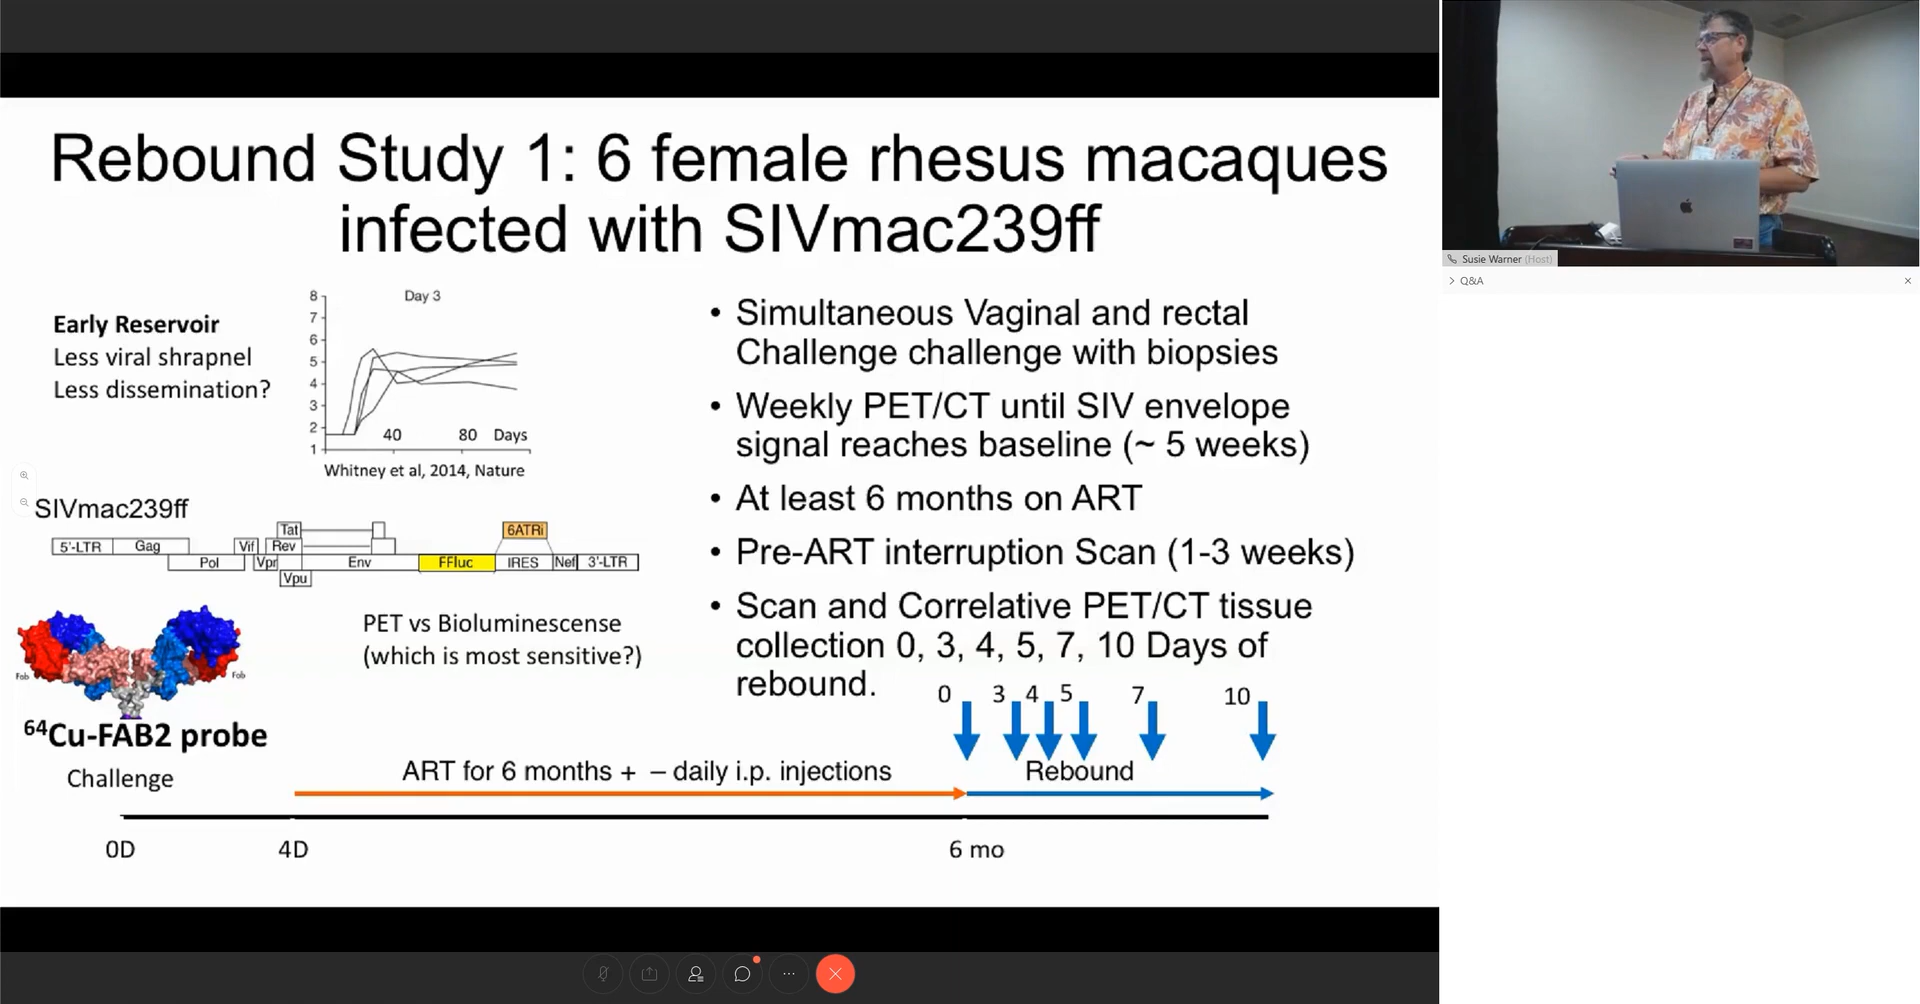 Rebound Study 1: 6 female rhesus macaques
infected with SIVmac239ff
Early Reservoir
Less viral shrapnel
Less dissemination?
Day 3
8
7
6
5
4
3
2
1
40 80 Days
Whitney et al, 2014, Nature
• Simultaneous Vaginal and rectal
Challenge challenge with biopsies
• Weekly PET/CT until SIV envelope
signal reaches baseline (~ 5 weeks)
• At least 6 months on ART
• Pre-ART interruption Scan (1-3 weeks)
• Scan and Correlative PET/CT tissue
collection 0, 3, 4, 5, 7, 10 Days of
rebound.
SIVmac239ff
Tat 6ATRi
5'-LTR Gag Vif Rev
Pol Vpr Env FFluc IRES Nef 3'-LTR
Vpu
Fab Fab
PET vs Bioluminescense
(which is most sensitive?)
⁶⁴Cu-FAB2 probe
0 3 4 5 7 10
Challenge
ART for 6 months + – daily i.p. injections
Rebound
0D 4D 6 mo
Susie Warner (Host)
Q&A